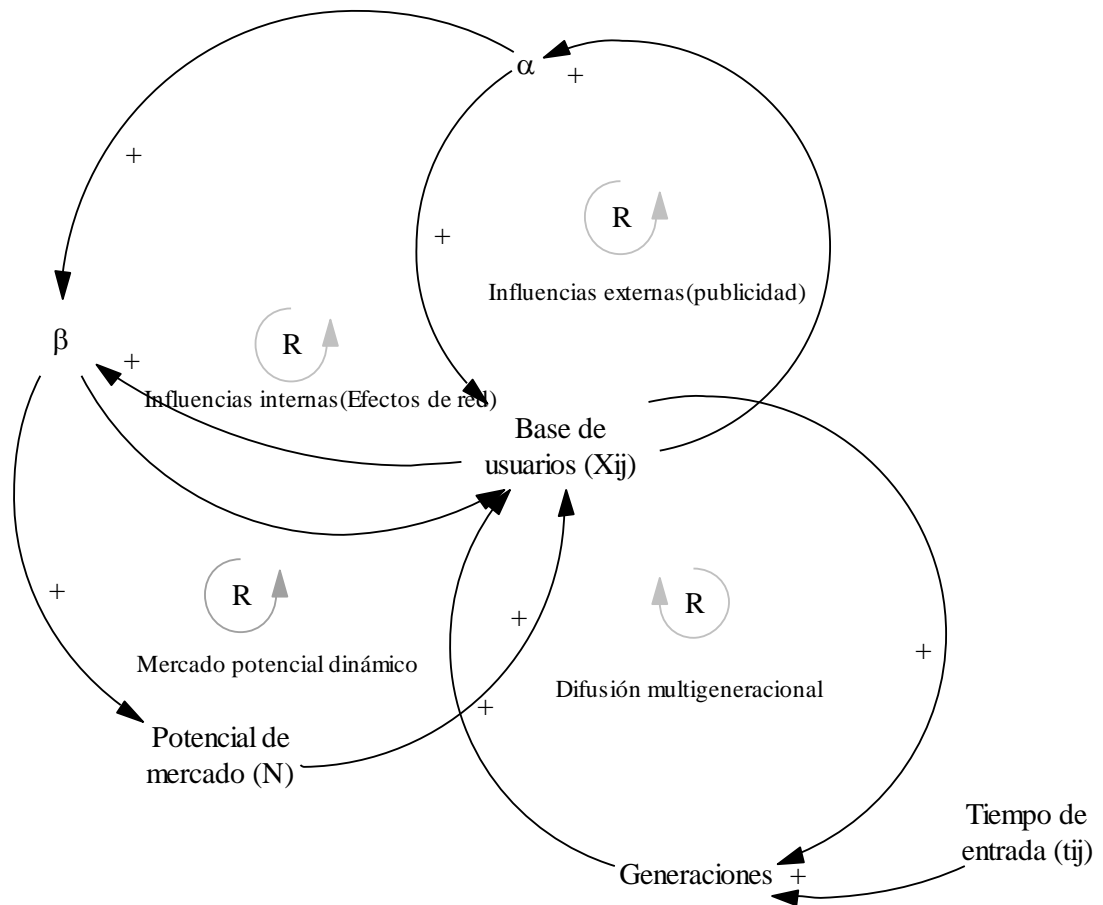 α
+
+
+
R
Influencias externas(publicidad)
β
+
R
Influencias internas(Efectos de red)
Base de
usuarios (Xij)
+
R
Mercado potencial dinámico
+
R
Difusión multigeneracional
+
+
Potencial de
mercado (N)
Tiempo de
entrada (tij)
Generaciones
+